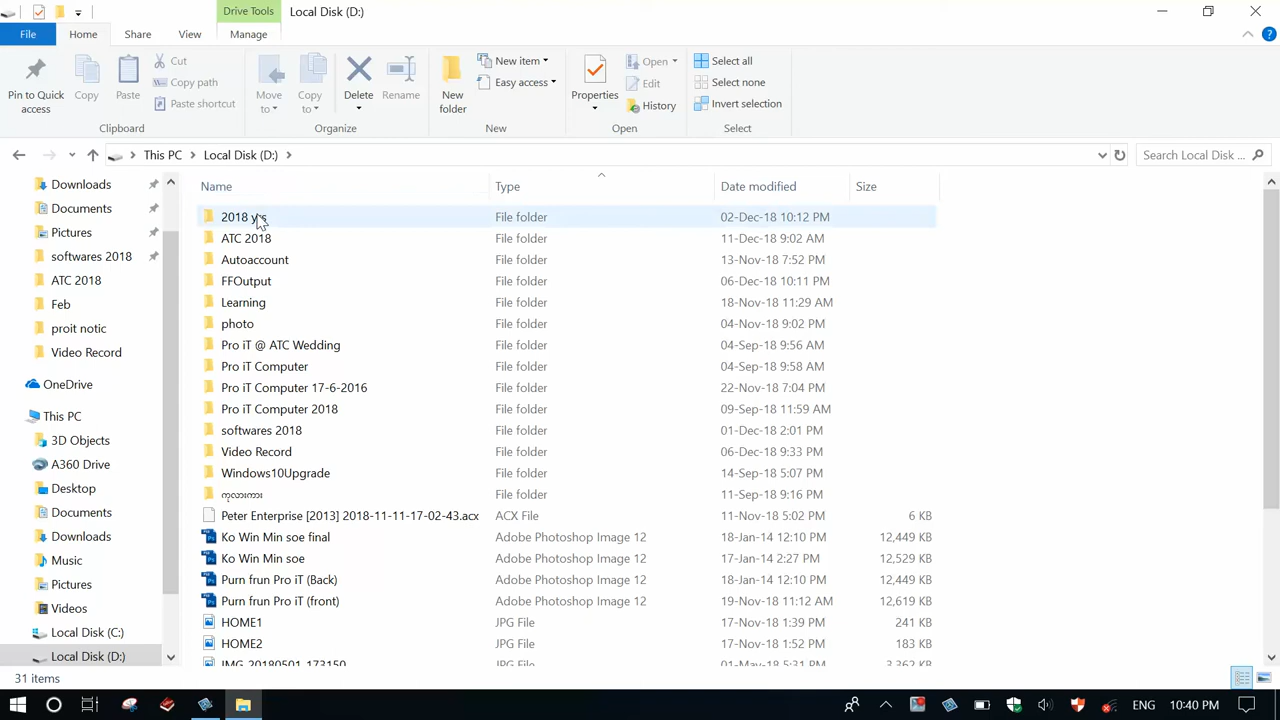 Drive Tools
Local Disk (D:)
File
Home
Share
View
Manage
Pin to Quick access
Copy
Paste
Cut
Copy path
Paste shortcut
Clipboard
Move to
Copy to
Delete
Rename
Organize
New folder
New item
Easy access
New
Properties
Open
Edit
History
Open
Select all
Select none
Invert selection
Select
This PC
Local Disk (D:)
Search Local Disk ...
Downloads
Documents
Pictures
softwares 2018
ATC 2018
Feb
proit notic
Video Record
OneDrive
This PC
3D Objects
A360 Drive
Desktop
Documents
Downloads
Music
Pictures
Videos
Local Disk (C:)
Local Disk (D:)
Name Type Date modified Size
2018 File folder 02-Dec-18 10:12 PM
ATC 2018 File folder 11-Dec-18 9:02 AM
Autoaccount File folder 13-Nov-18 7:52 PM
FFOutput File folder 06-Dec-18 10:11 PM
Learning File folder 18-Nov-18 11:29 AM
photo File folder 04-Nov-18 9:02 PM
Pro iT @ ATC Wedding File folder 04-Sep-18 9:56 AM
Pro iT Computer File folder 04-Sep-18 9:58 AM
Pro iT Computer 17-6-2016 File folder 22-Nov-18 7:04 PM
Pro iT Computer 2018 File folder 09-Sep-18 11:59 AM
softwares 2018 File folder 01-Dec-18 2:01 PM
Video Record File folder 06-Dec-18 9:33 PM
Windows10Upgrade File folder 14-Sep-18 5:07 PM
ကုလားကား File folder 11-Sep-18 9:16 PM
Peter Enterprise [2013] 2018-11-11-17-02-43.acx ACX File 11-Nov-18 5:02 PM 6 KB
Ko Win Min soe final Adobe Photoshop Image 12 18-Jan-14 12:10 PM 12,449 KB
Ko Win Min soe Adobe Photoshop Image 12 17-Jan-14 2:27 PM 12,529 KB
Purn frun Pro iT (Back) Adobe Photoshop Image 12 18-Jan-14 12:10 PM 12,449 KB
Purn frun Pro iT (front) Adobe Photoshop Image 12 19-Nov-18 11:12 AM 12,619 KB
HOME1 JPG File 17-Nov-18 1:39 PM 241 KB
HOME2 JPG File 17-Nov-18 1:52 PM 183 KB
IMG_20180501_173150 JPG File 01-May-18 5:31 PM 3,362 KB
31 items
ENG
10:40 PM